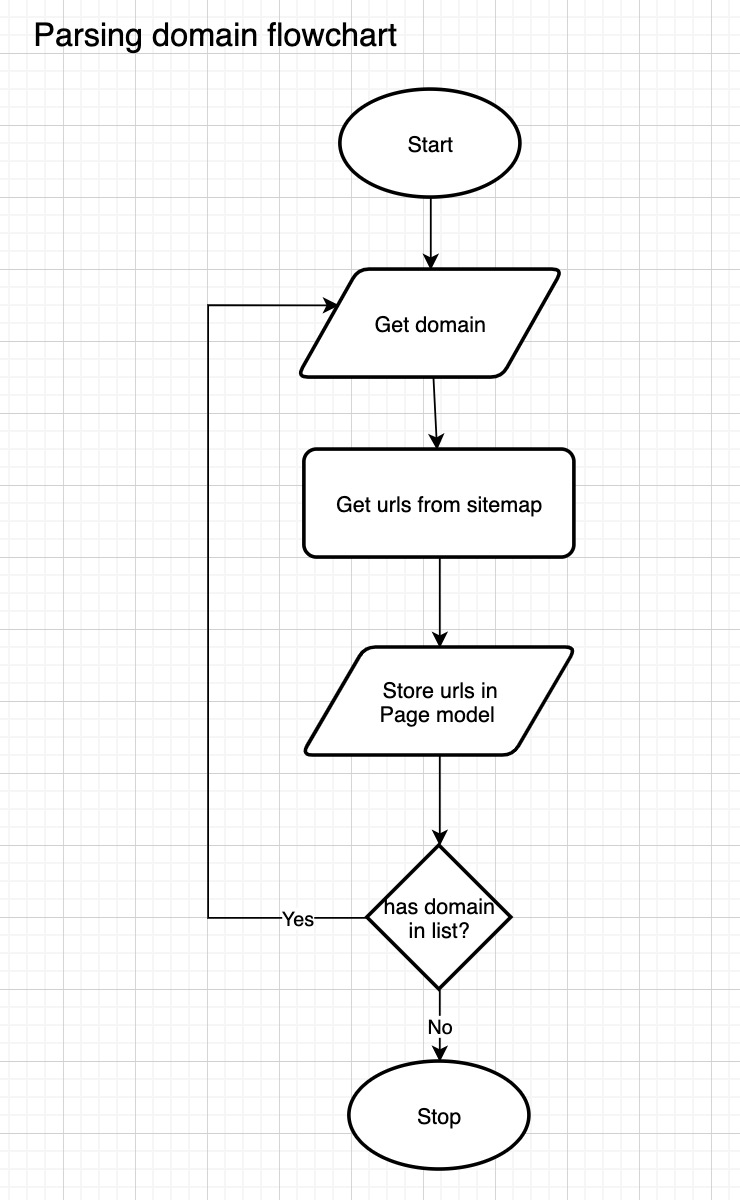 Parsing domain flowchart
Start
Get domain
Get urls from sitemap
Store urls in
Page model
has domain
in list?
Yes
No
Stop